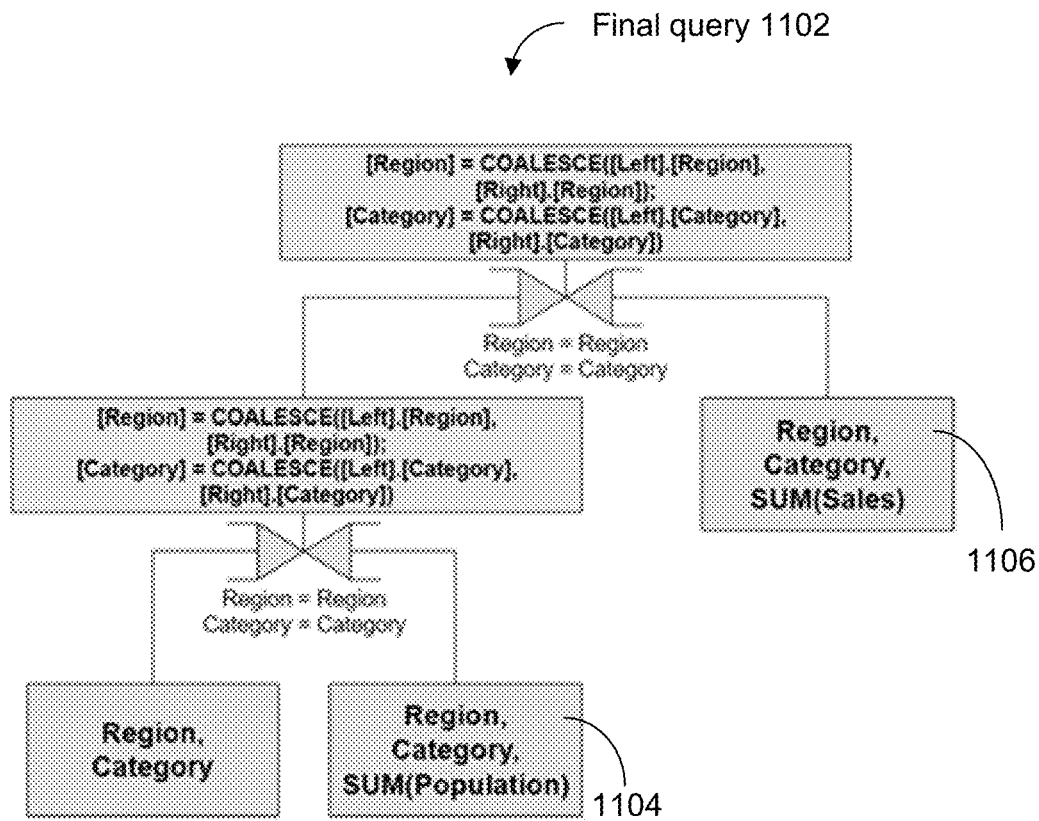 Final query 1102
[Region] = COALESCE([Left].[Region],
[Right].[Region]);
[Category] = COALESCE([Left].[Category],
[Right].[Category])
Region = Region
Category = Category
[Region] = COALESCE([Left].[Region],
[Right].[Region]);
[Category] = COALESCE([Left].[Category],
[Right].[Category])
Region,
Category,
SUM(Sales)
1106
Region = Region
Category = Category
Region,
Category
Region,
Category,
SUM(Population)
1104